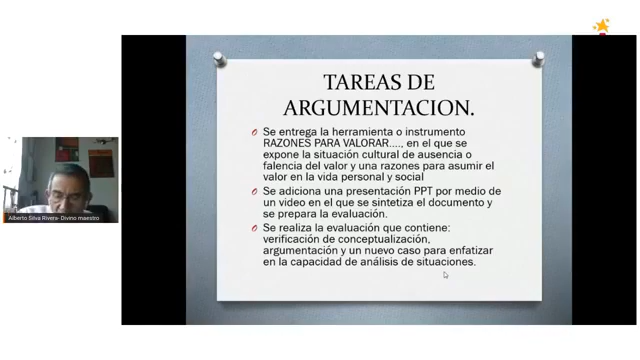 TAREAS DE
ARGUMENTACION.
Se entrega la herramienta o instrumento
RAZONES PARA VALORAR...., en el que se
expone la situación cultural de ausencia o
falencia del valor y una razones para asumir el
valor en la vida personal y social
Se adiciona una presentación PPT por medio de
un video en el que se sintetiza el documento y
se prepara la evaluación.
Se realiza la evaluación que contiene:
verificación de conceptualización,
argumentación y un nuevo caso para enfatizar
en la capacidad de análisis de situaciones.
Alberto Silva Rivera- Divino maestro